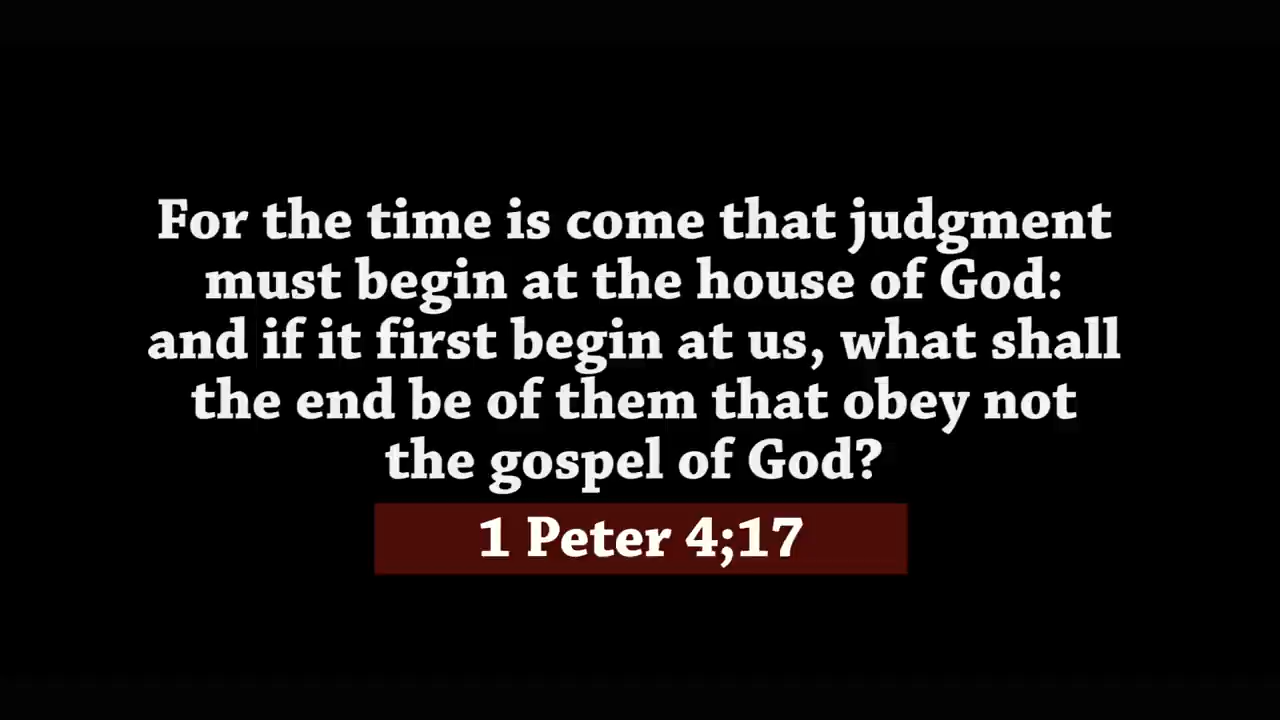 For the time is come that judgment
must begin at the house of God:
and if it first begin at us, what shall
the end be of them that obey not
the gospel of God?
1 Peter 4;17